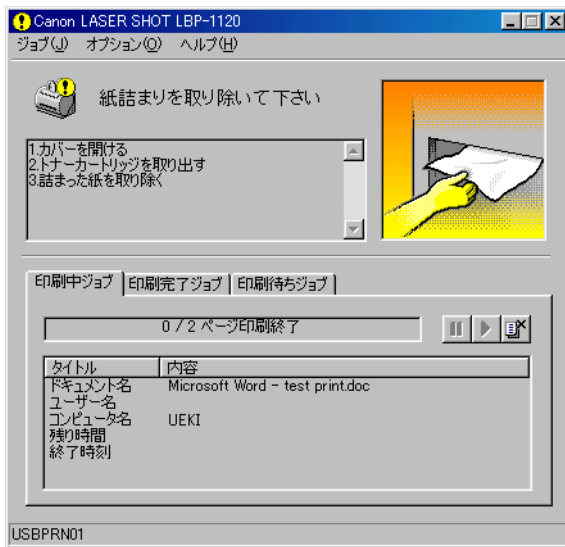 Canon LASER SHOT LBP-1120
ジョブ(J) オプション(O) ヘルプ(H)
紙詰まりを取り除いて下さい
1.カバーを開ける
2.トナーカートリッジを取り出す
3.詰まった紙を取り除く
印刷中ジョブ 印刷完了ジョブ 印刷待ちジョブ
0 / 2 ページ印刷終了
タイトル 内容
ドキュメント名 Microsoft Word - test print.doc
ユーザー名
コンピュータ名 UEKI
残り時間
終了時刻
USBPRN01